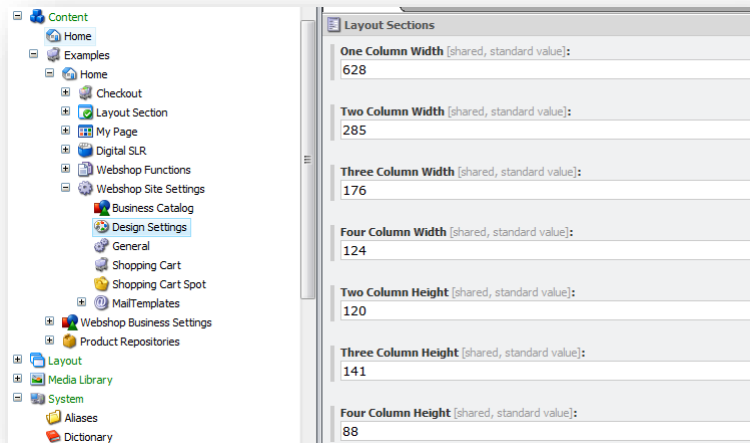 Content
Home
Examples
Home
Checkout
Layout Section
My Page
Digital SLR
Webshop Functions
Webshop Site Settings
Business Catalog
Design Settings
General
Shopping Cart
Shopping Cart Spot
MailTemplates
Webshop Business Settings
Product Repositories
Layout
Media Library
System
Aliases
Dictionary
Layout Sections
One Column Width [shared, standard value]:
628
Two Column Width [shared, standard value]:
285
Three Column Width [shared, standard value]:
176
Four Column Width [shared, standard value]:
124
Two Column Height [shared, standard value]:
120
Three Column Height [shared, standard value]:
141
Four Column Height [shared, standard value]:
88